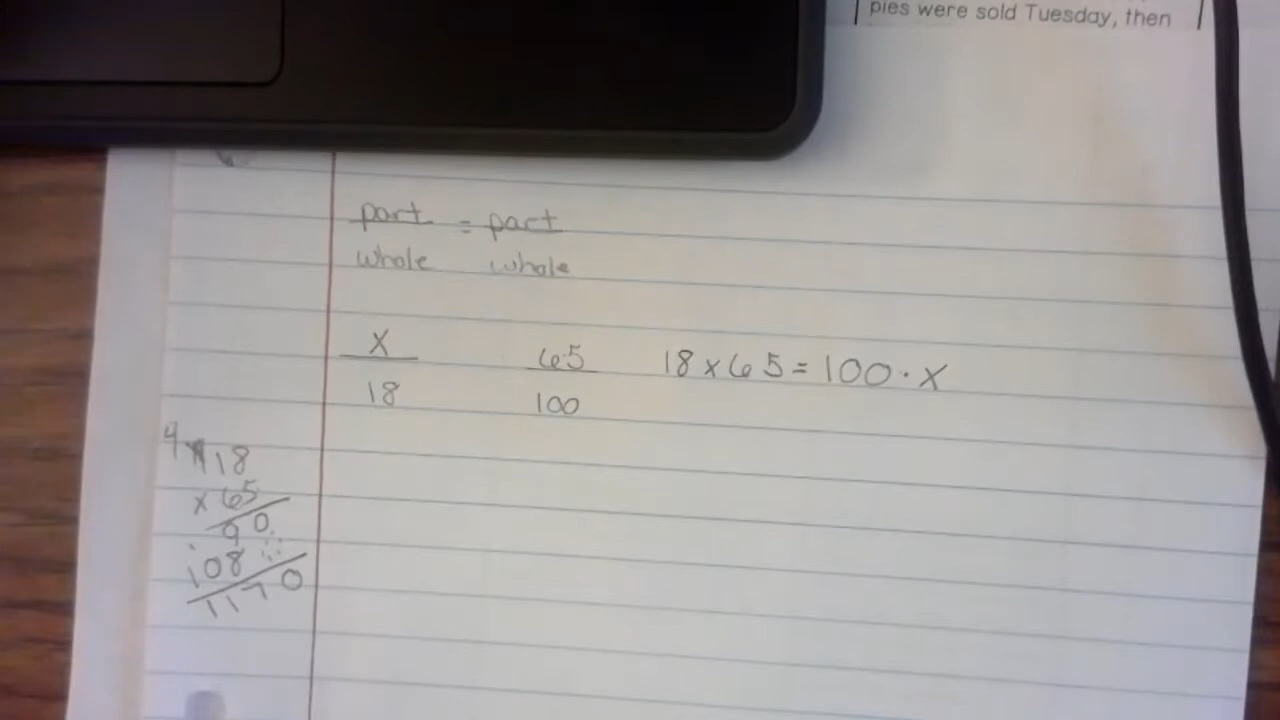 pies were sold Tuesday, then
part = part
whole whole
x 65 18 x 65 = 100 · x
18 100
4 18
x 65
90
108
1170